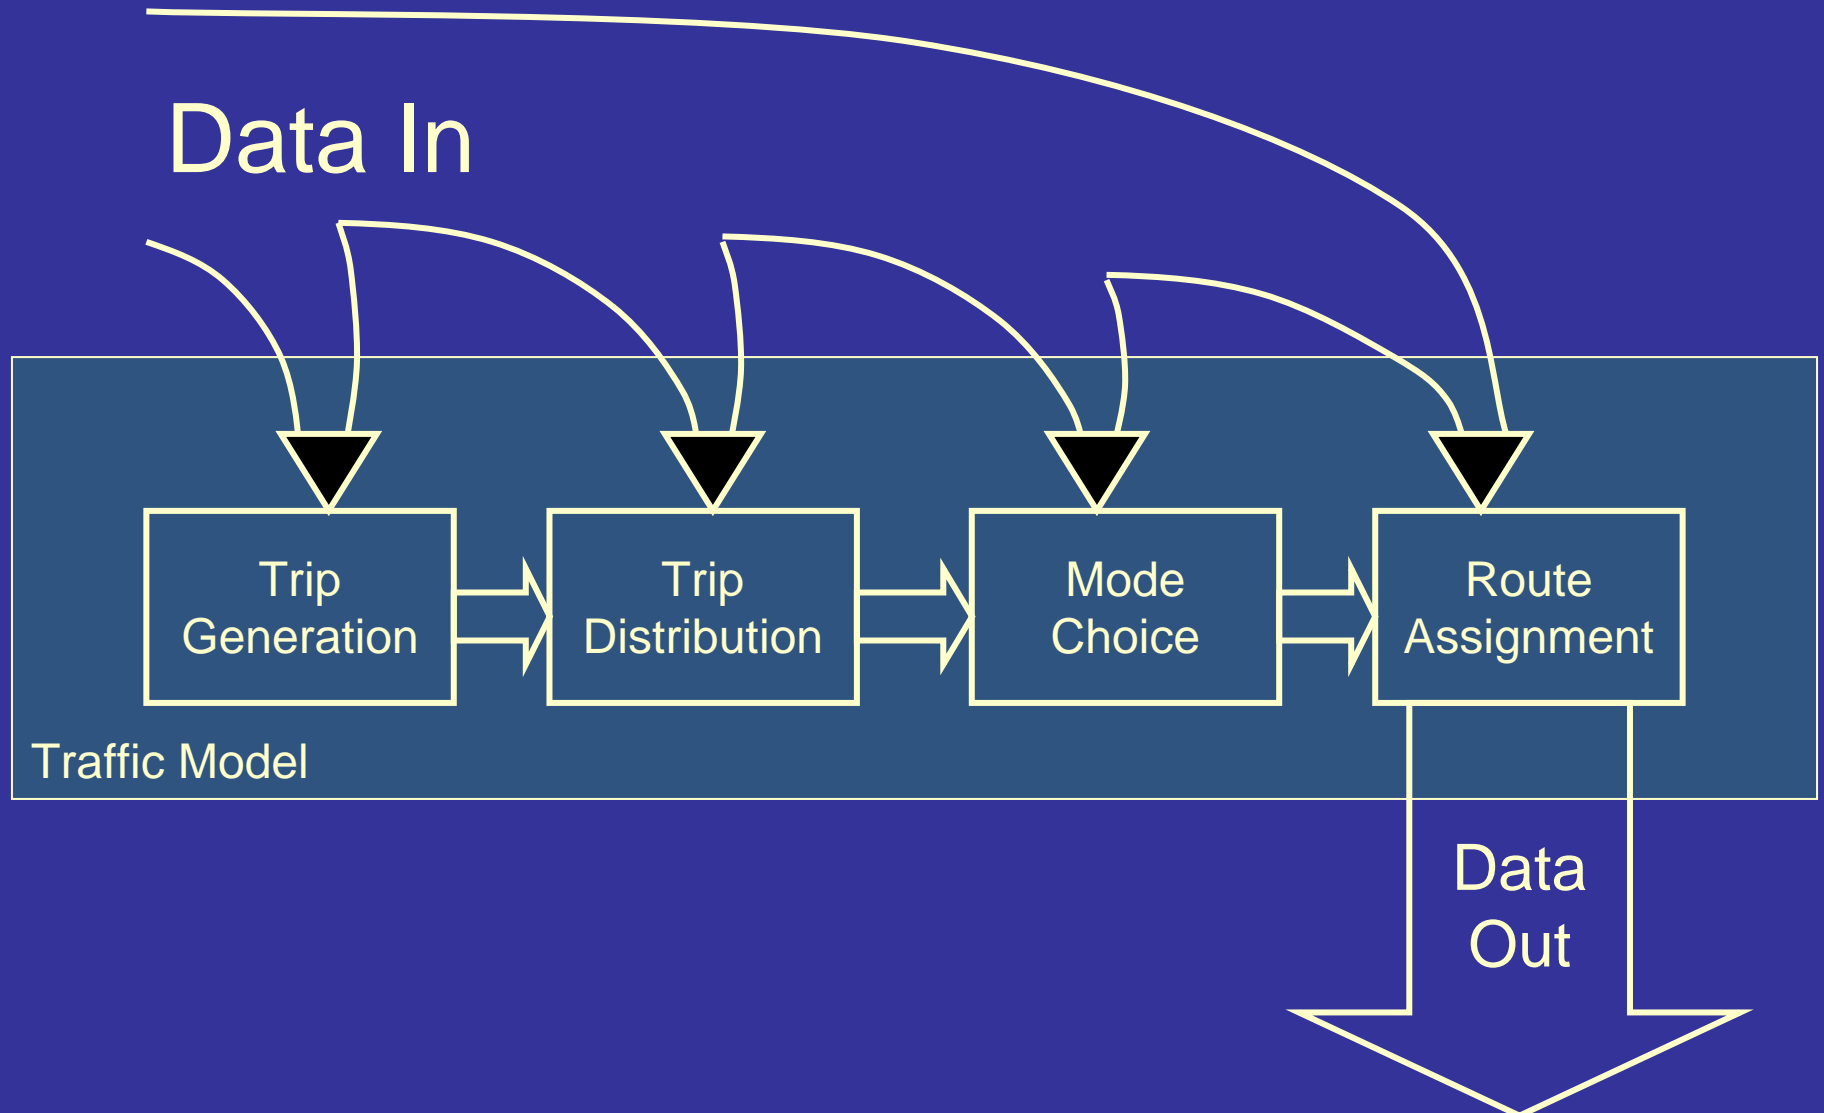 Data In
Trip
Generation
Trip
Distribution
Mode
Choice
Route
Assignment
Traffic Model
Data
Out